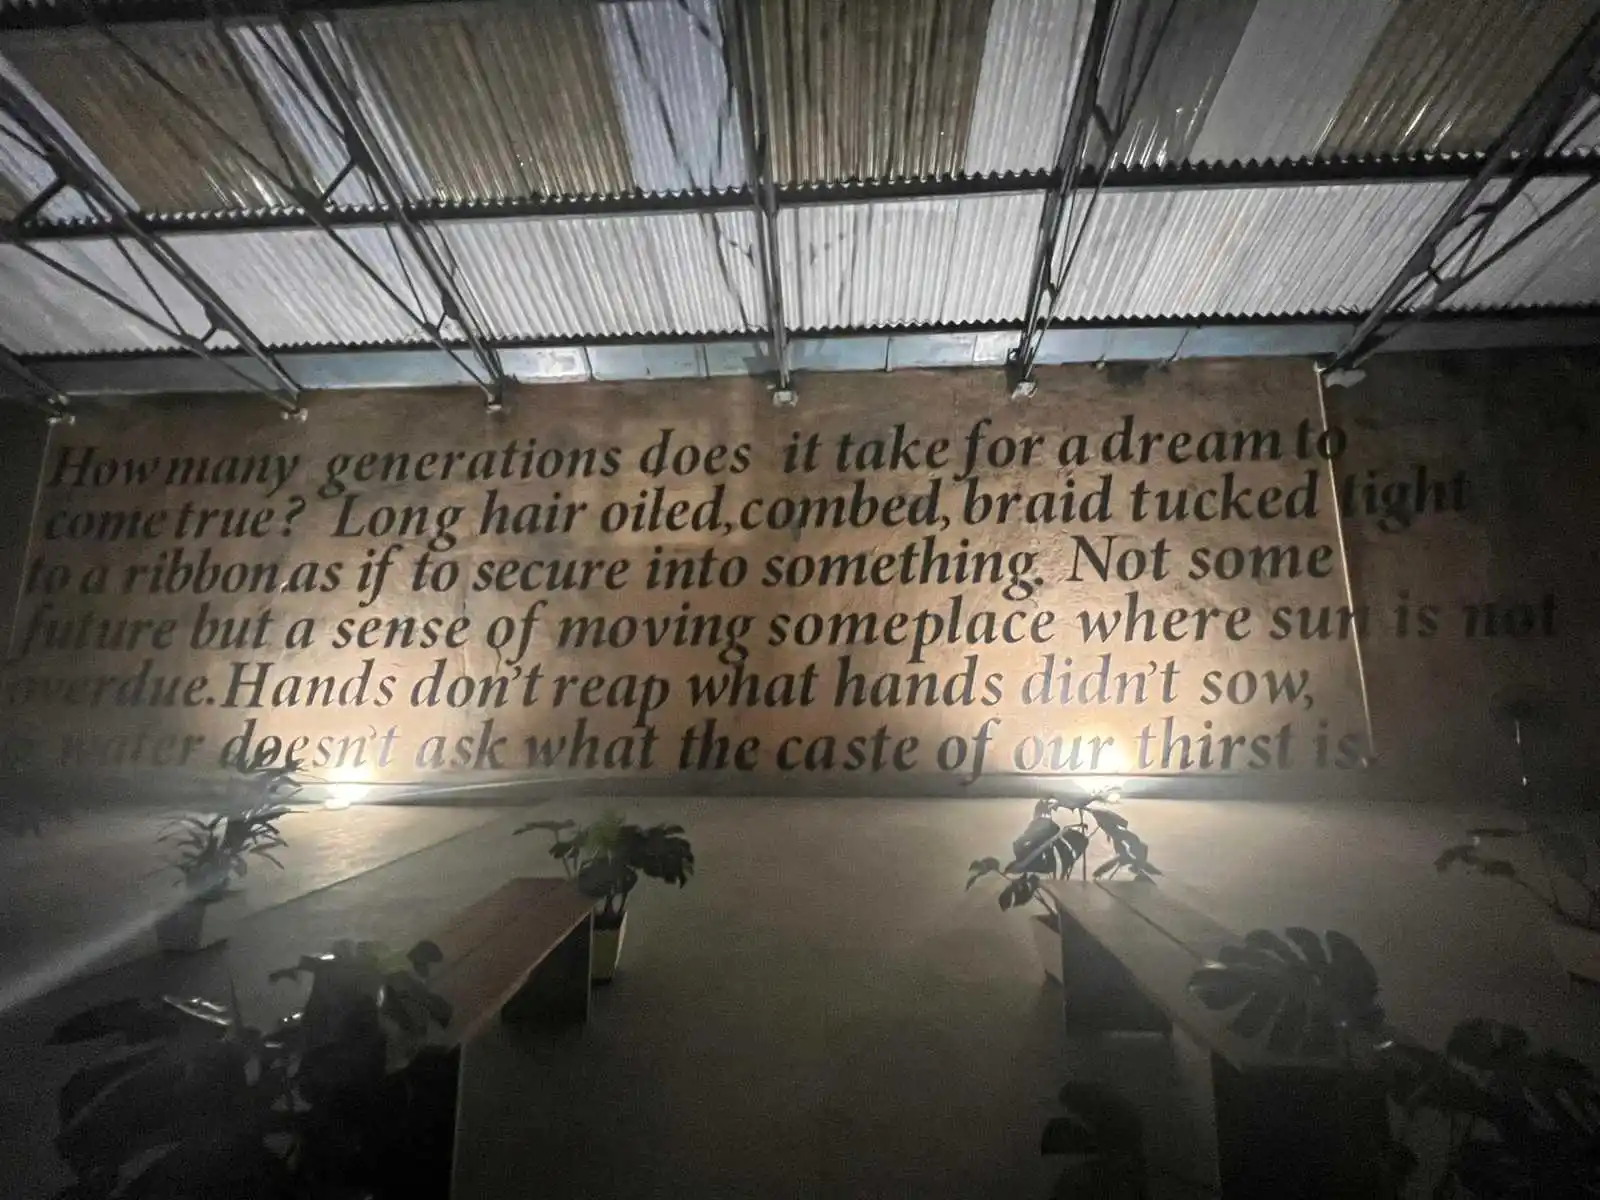 How many generations does it take for a dream to
come true? Long hair oiled, combed, braid tucked tight
to a ribbon.as if to secure into something. Not some
future but a sense of moving someplace where sun is not
overdue. Hands don't reap what hands didn't sow,
water doesn't ask what the caste of our thirst is.